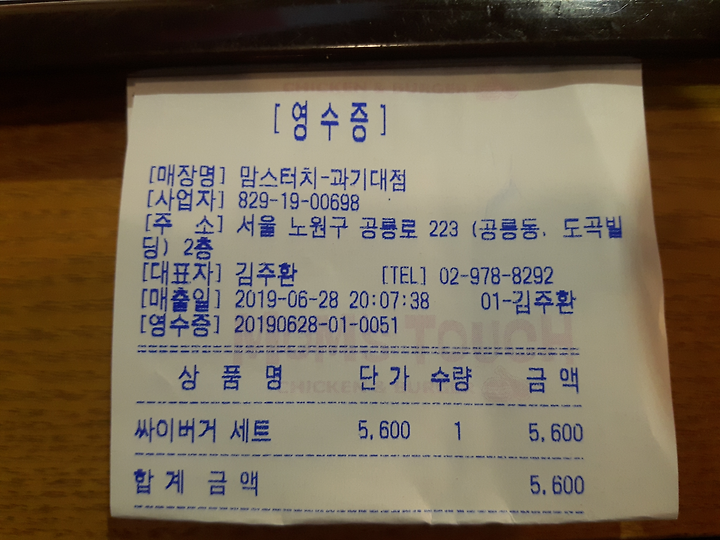 [영수증]
[매장명] 맘스터치-과기대점
[사업자] 829-19-00698
[주 소] 서울 노원구 공릉로 223 (공릉동, 도곡빌
딩) 2층
[대표자] 김주환 [TEL] 02-978-8292
[매출일] 2019-06-28 20:07:38 01-김주환
[영수증] 20190628-01-0051
상 품 명 단가 수량 금 액
싸이버거 세트 5,600 1 5,600
합계 금액 5,600
MOM'S TOUCH
CHICKEN & BURGER